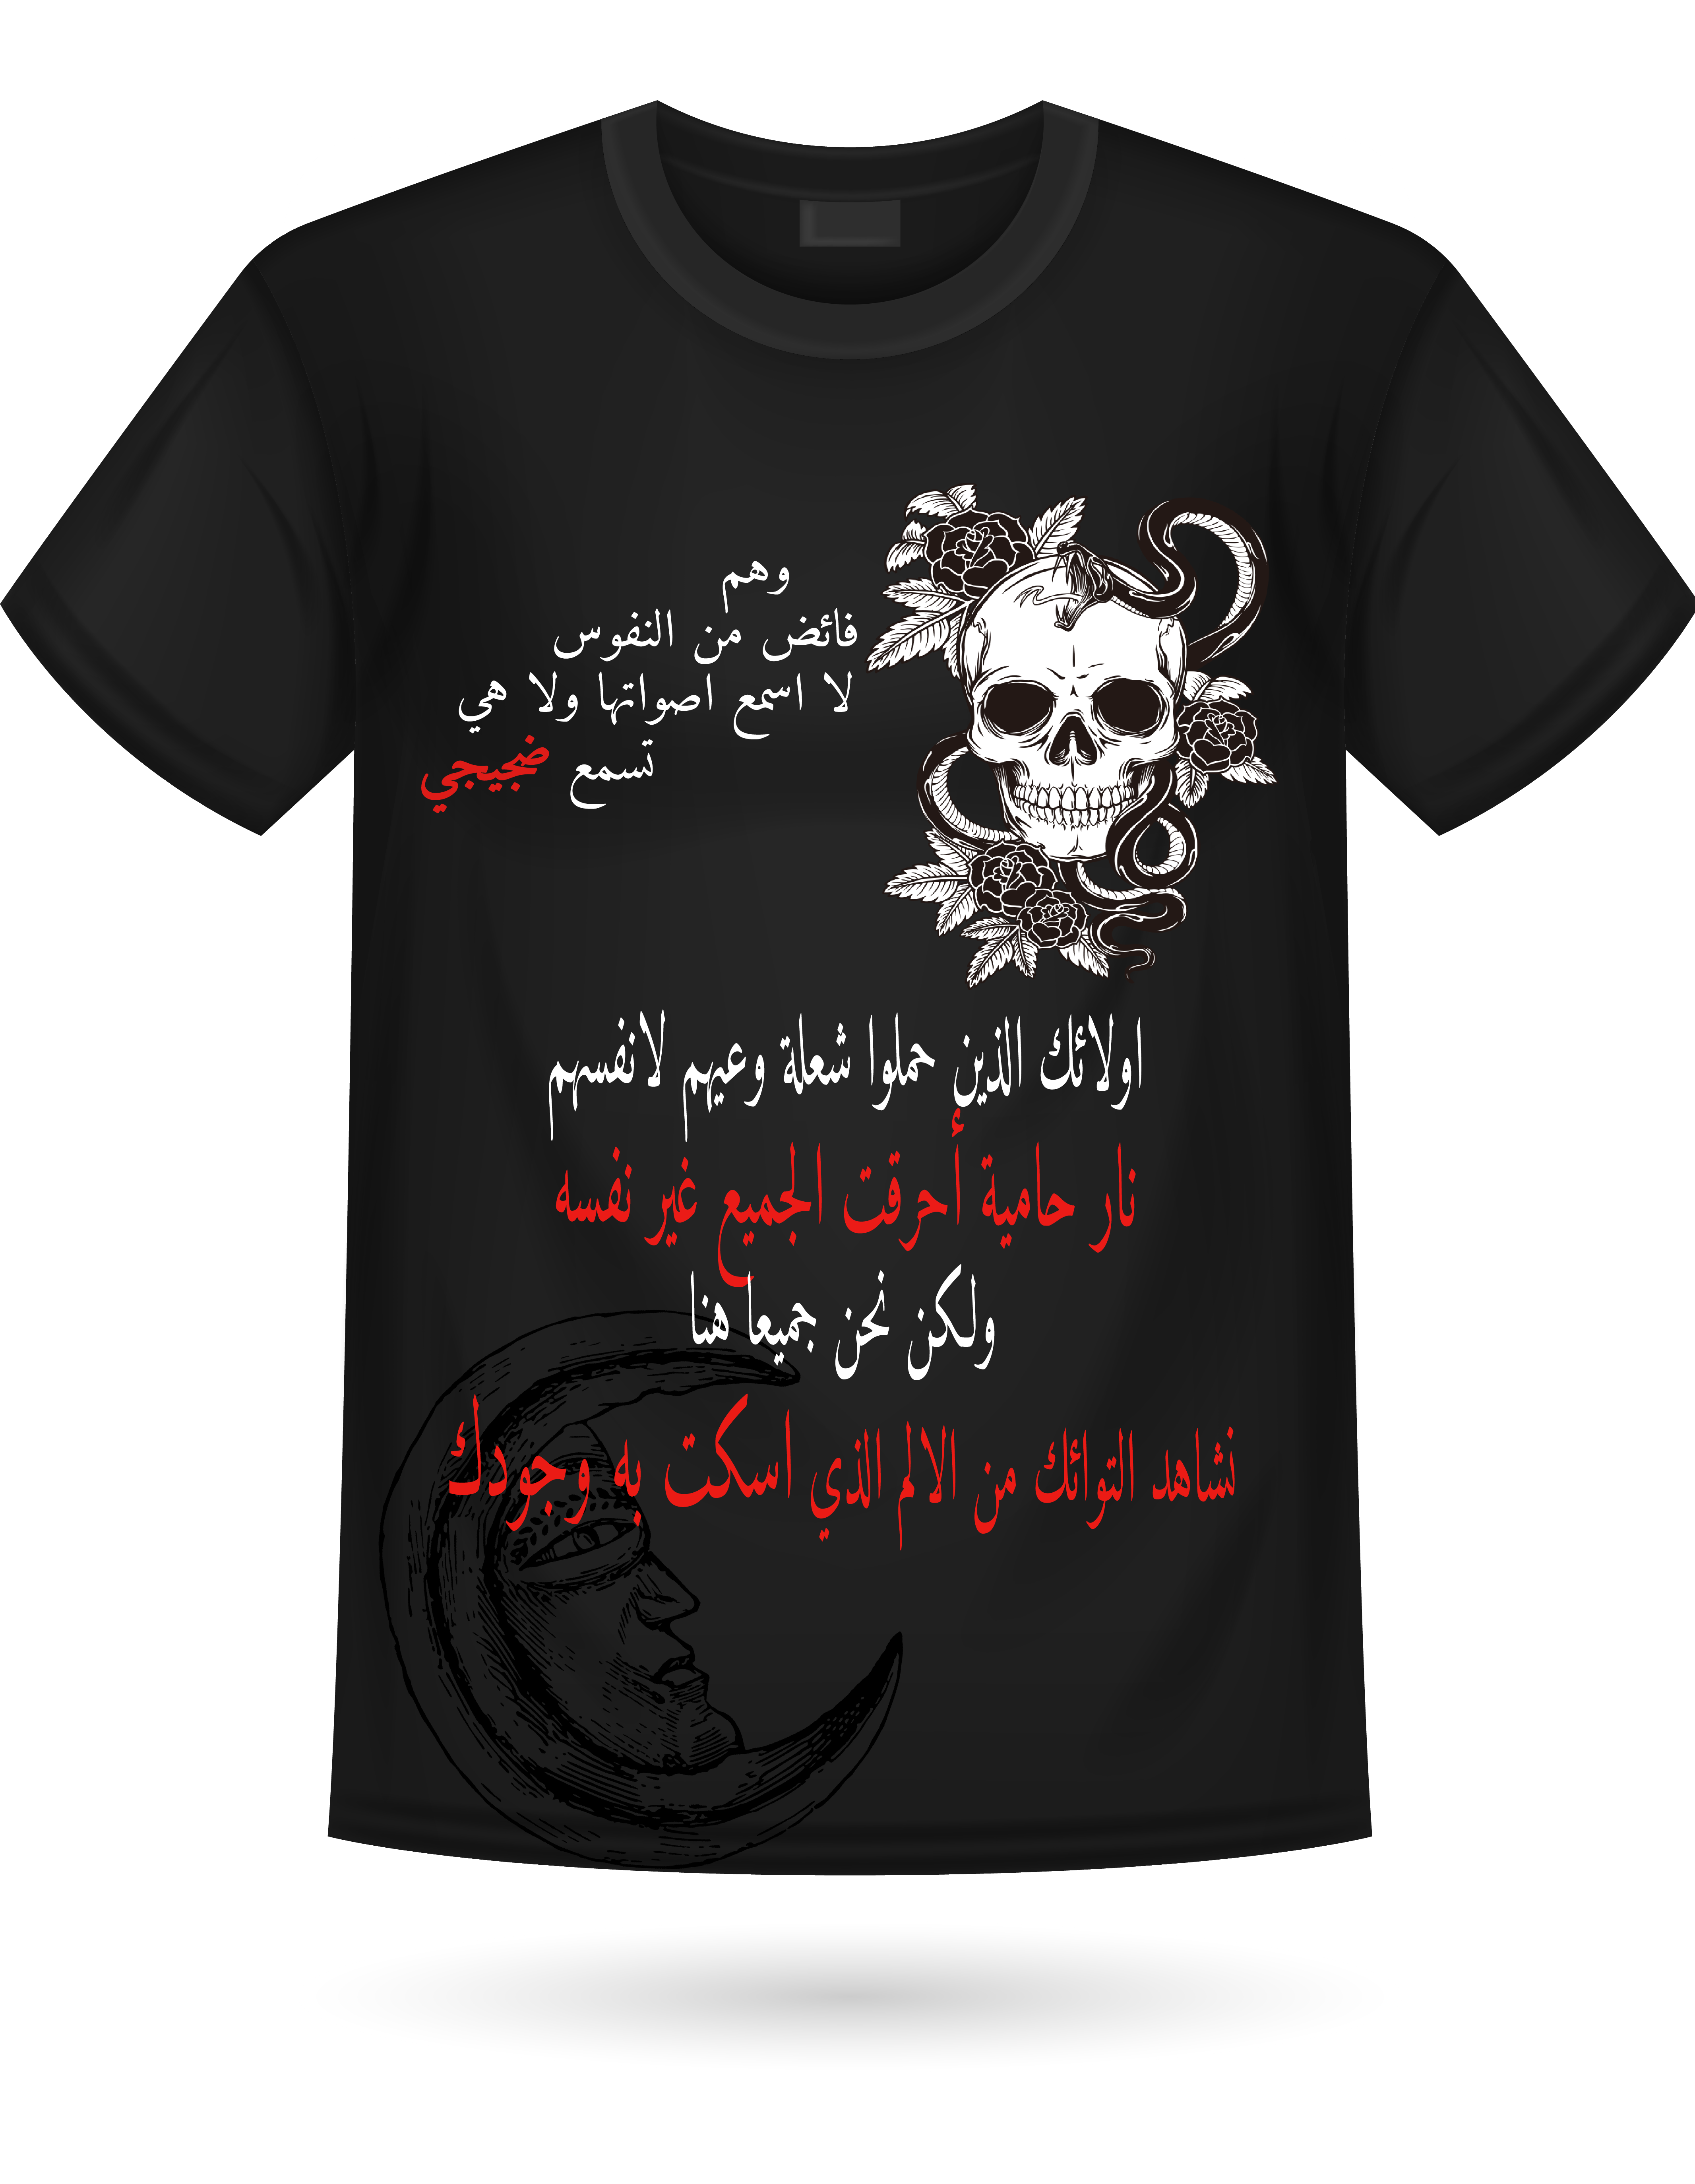 وهم
فائض من النفوس
لا اسمع اصواتها ولا هي
تسمع ضجيجي
اولائك الذين حملوا شعلة وعيهم لانفسهم
نار حامية أحرقت الجميع غير نفسه
ولكن نحن جميعا هنا
نشاهد التوائك من الالم الذي اسكت به وجودك